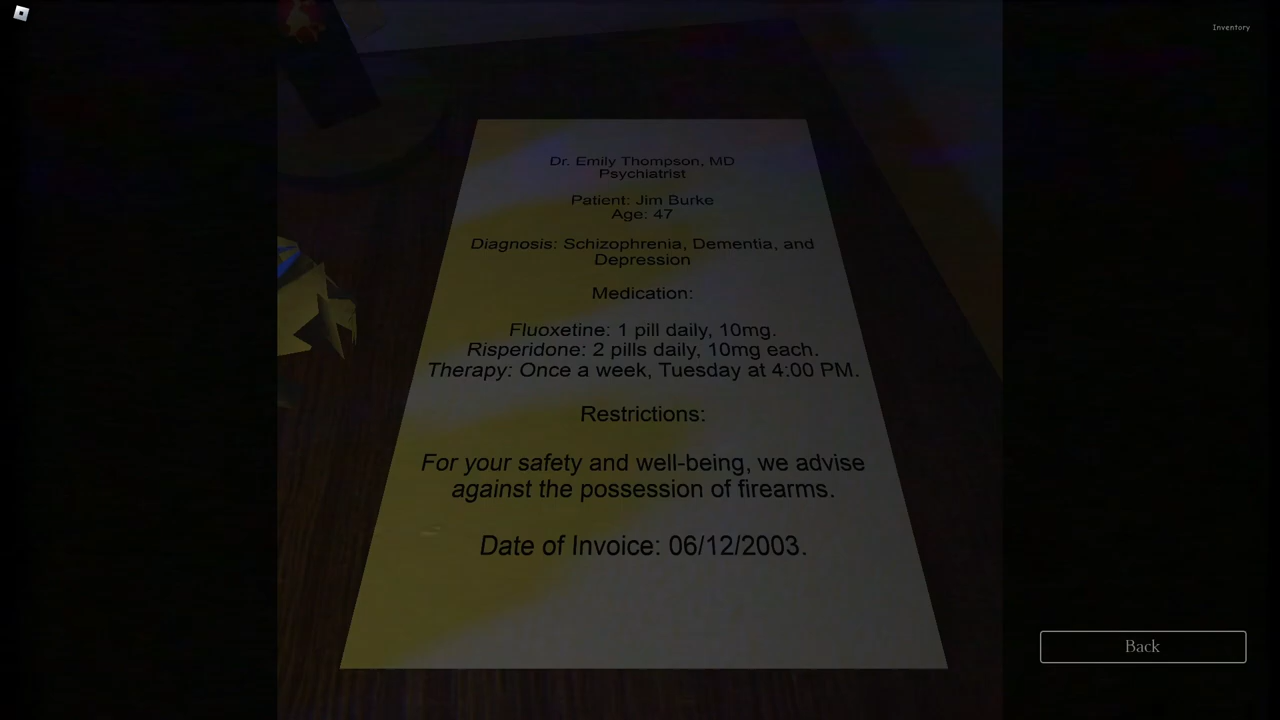 Inventory
Dr. Emily Thompson, MD
Psychiatrist
Patient: Jim Burke
Age: 47
Diagnosis: Schizophrenia, Dementia, and
Depression
Medication:
Fluoxetine: 1 pill daily, 10mg.
Risperidone: 2 pills daily, 10mg each.
Therapy: Once a week, Tuesday at 4:00 PM.
Restrictions:
For your safety and well-being, we advise
against the possession of firearms.
Date of Invoice: 06/12/2003.
Back